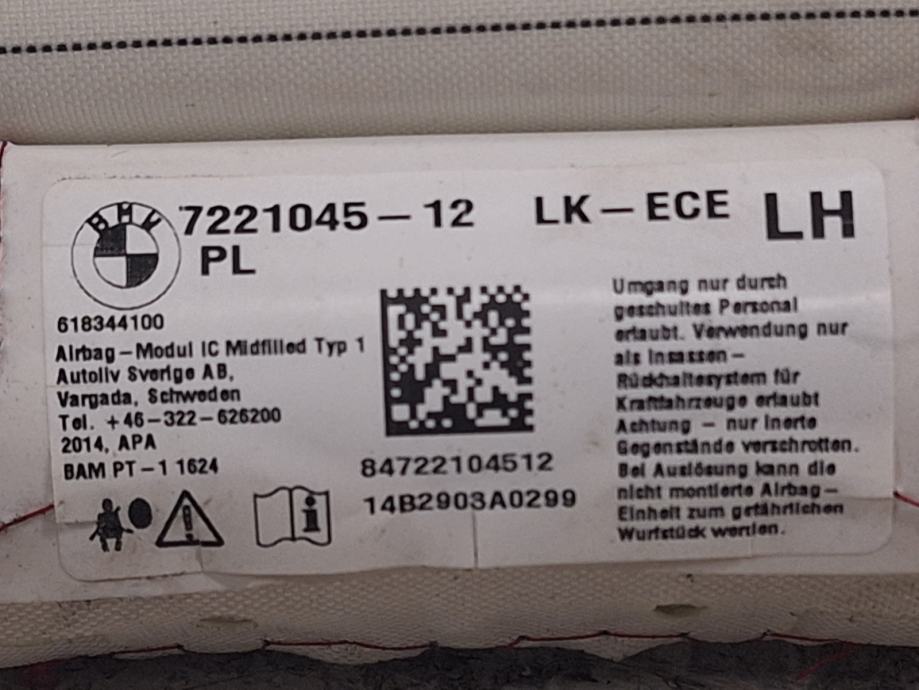 BMW
7221045-12 LK-ECE LH
PL
618344100
Airbag-Modul IC Midfilled Typ 1
Autoliv Sverige AB,
Vargada, Schweden
Tel. +46-322-626200
2014, APA
BAM PT-1 1624
84722104512
14B2903A0299
Umgang nur durch
geschultes Personal
erlaubt. Verwendung nur
als Insassen-
Rückhaltesystem für
Kraftfahrzeuge erlaubt
Achtung - nur inerte
Gegenstände verschrotten.
Bei Auslösung kann die
nicht montierte Airbag-
Einheit zum gefährlichen
Wurfstück werden.